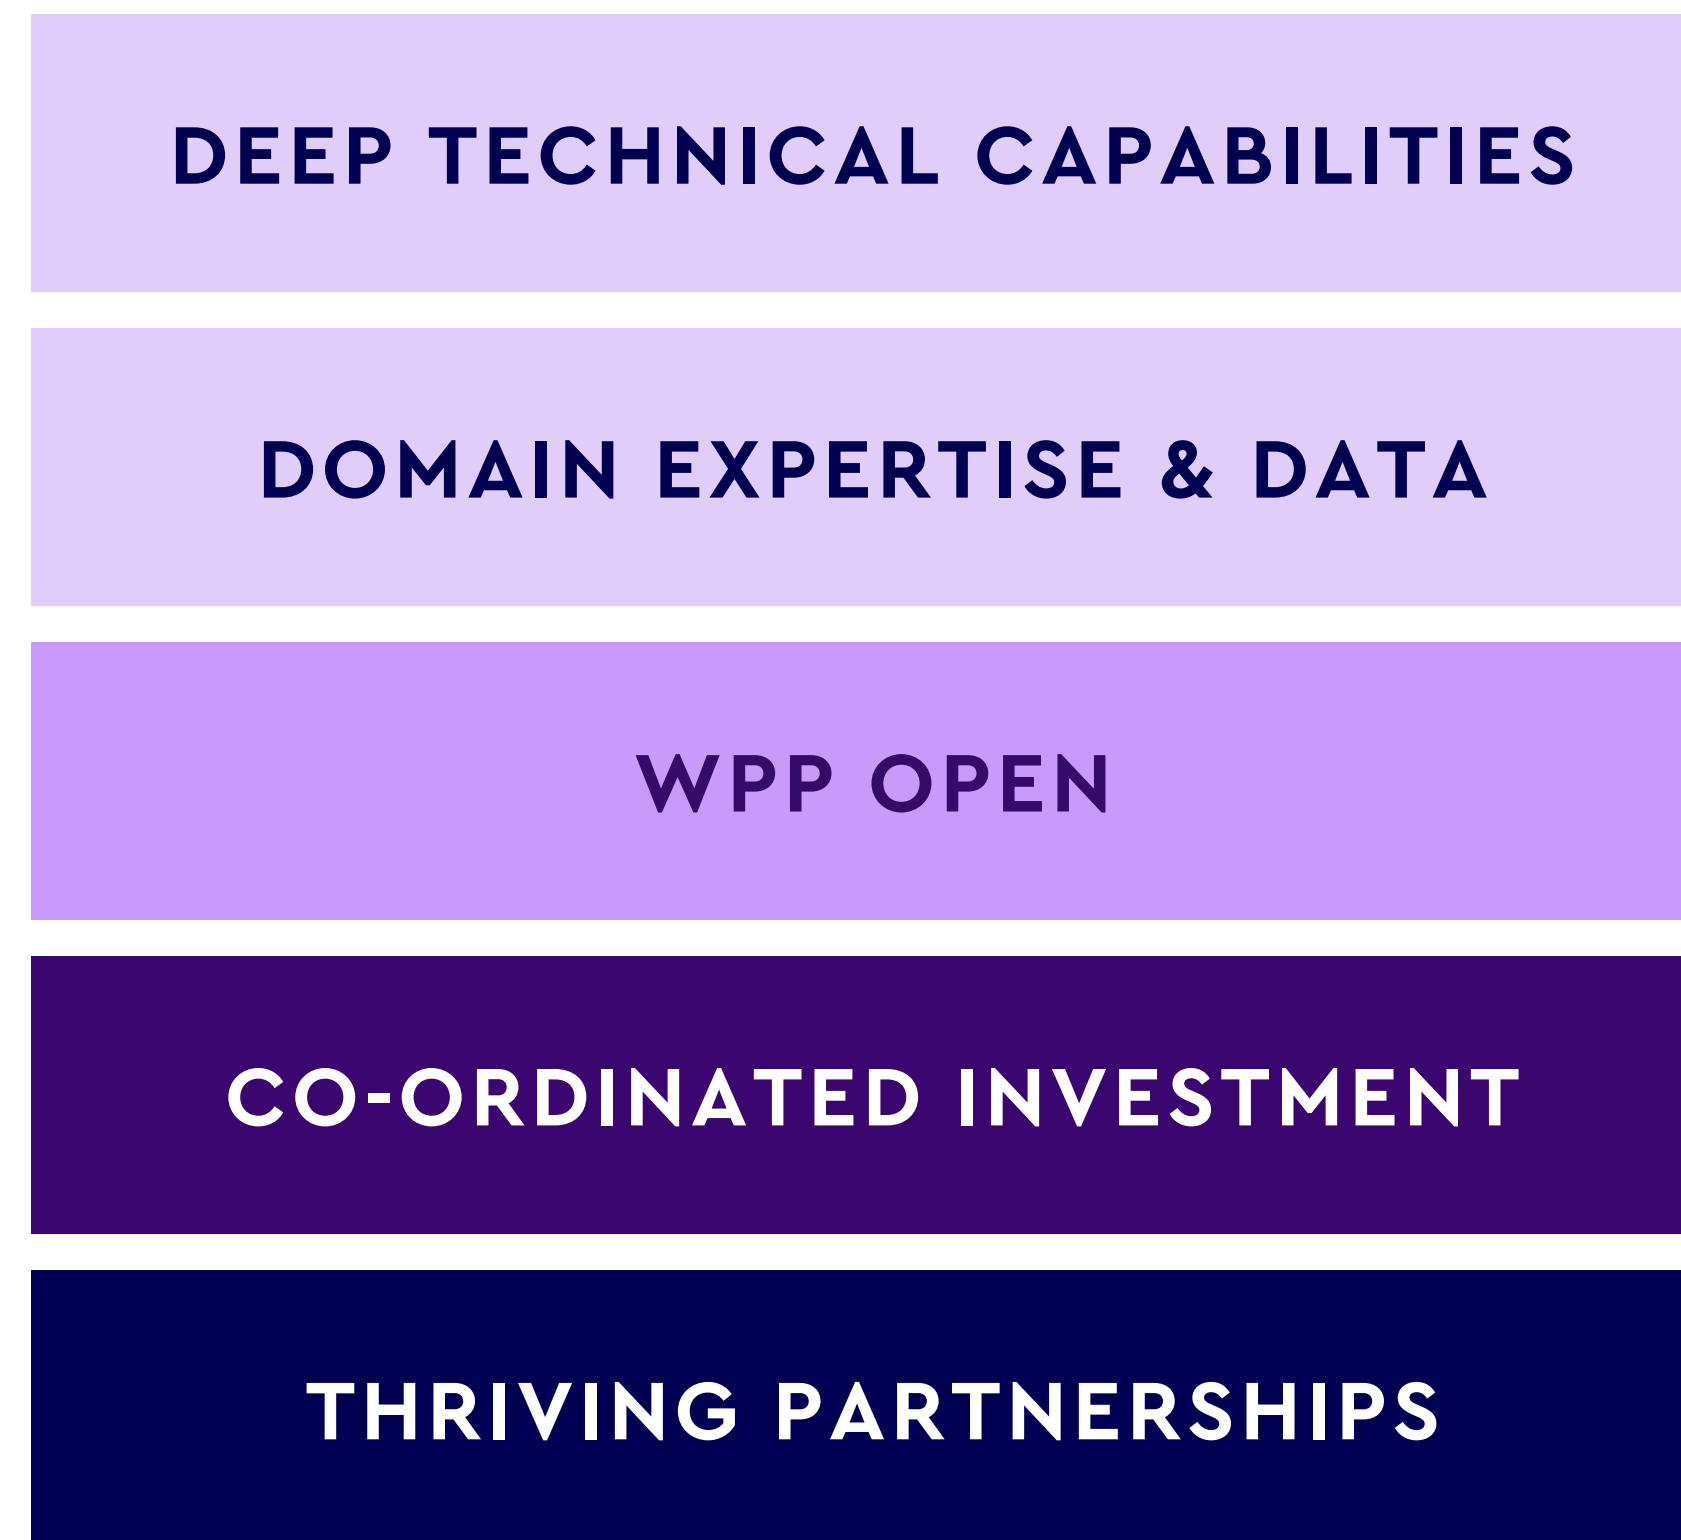 DEEP TECHNICAL CAPABILITIES
DOMAIN EXPERTISE & DATA
WPP OPEN
CO-ORDINATED INVESTMENT
THRIVING PARTNERSHIPS